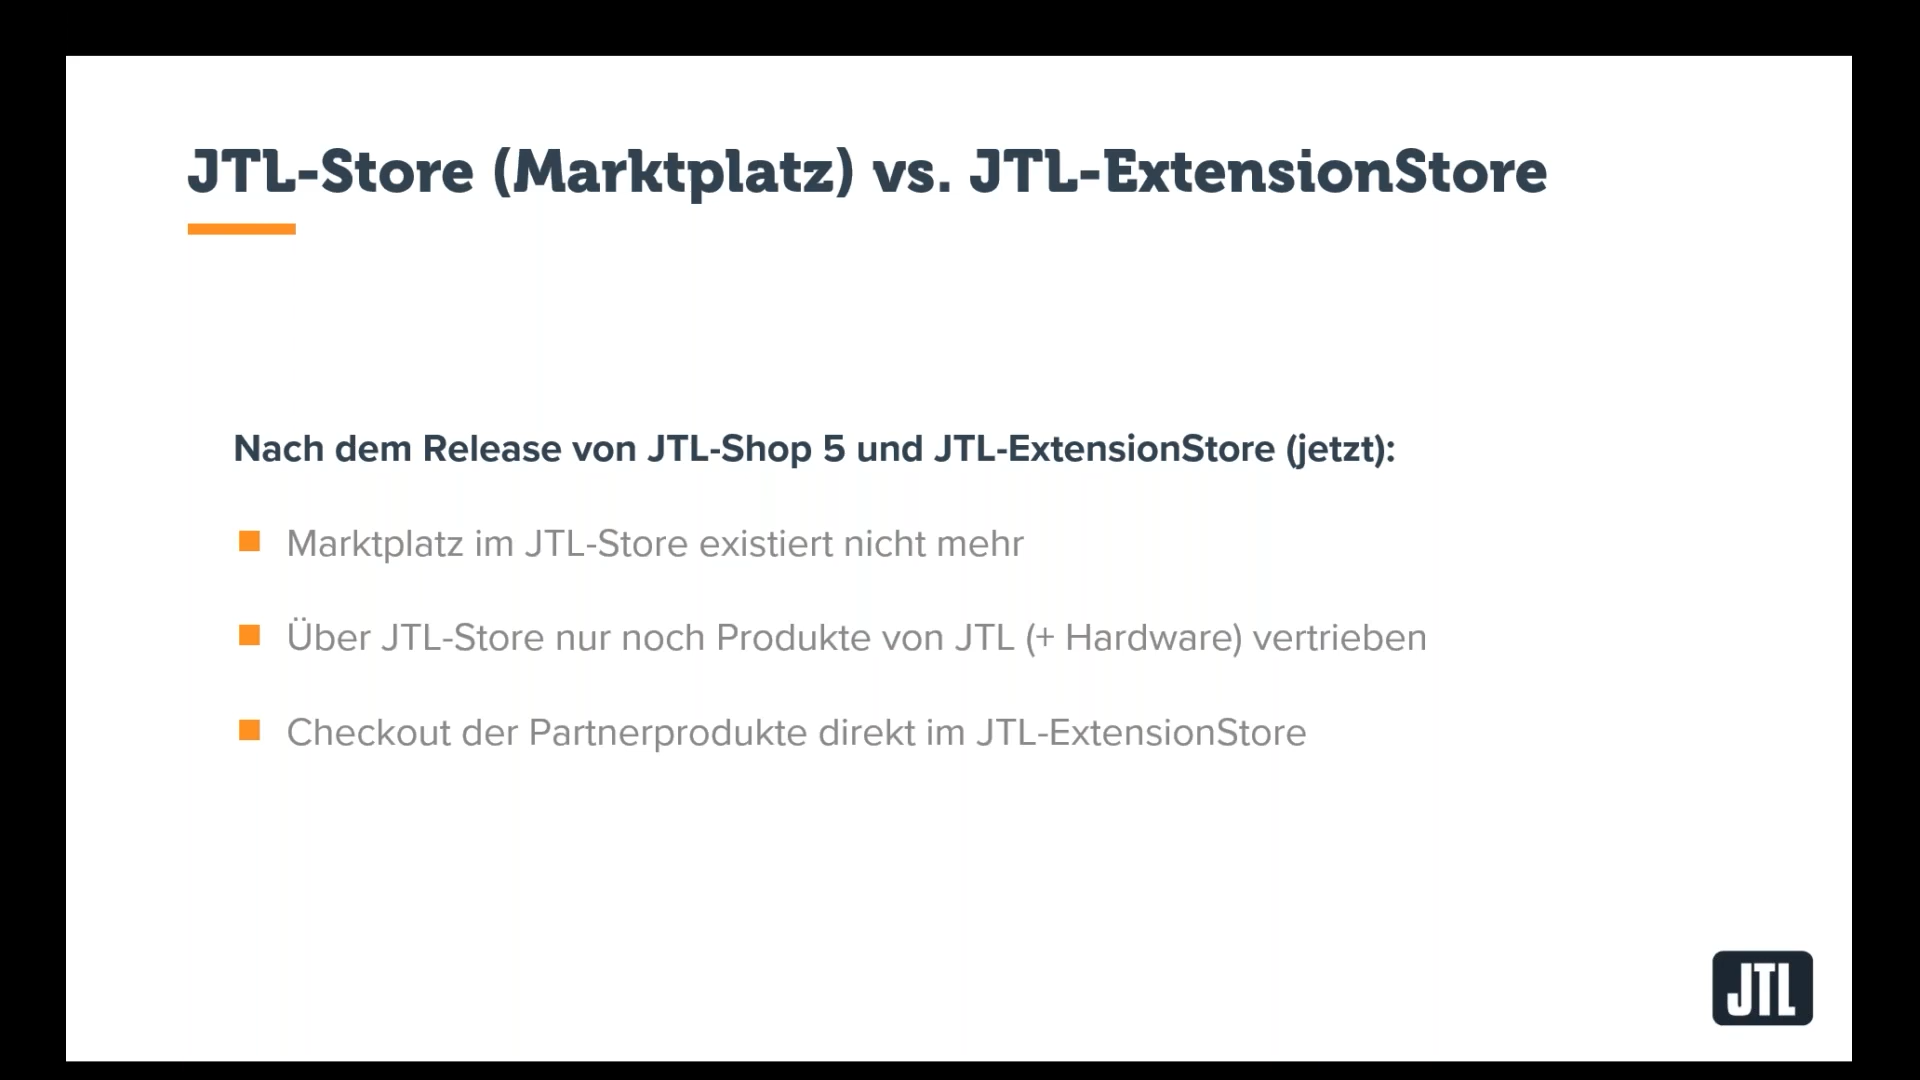 JTL-Store (Marktplatz) vs. JTL-ExtensionStore
Nach dem Release von JTL-Shop 5 und JTL-ExtensionStore (jetzt):
Marktplatz im JTL-Store existiert nicht mehr
Über JTL-Store nur noch Produkte von JTL (+ Hardware) vertrieben
Checkout der Partnerprodukte direkt im JTL-ExtensionStore
JTL